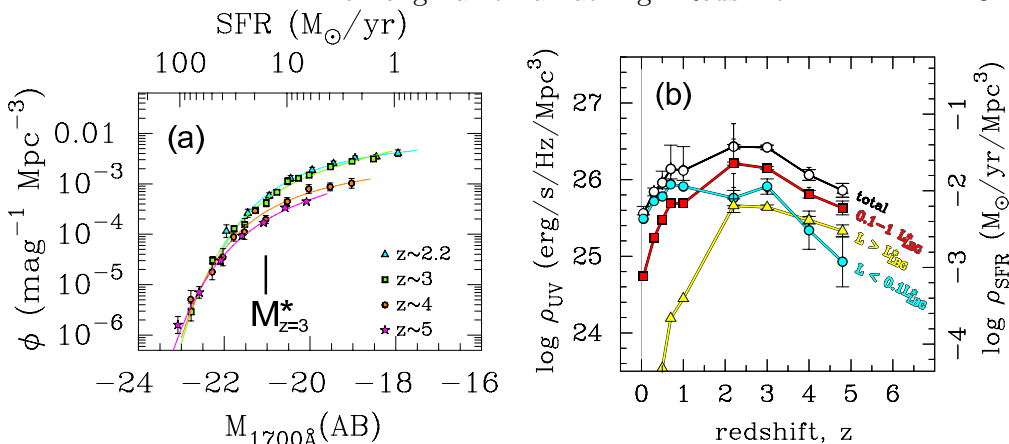 SFR (M⊙/yr)
100 10 1
(a)
0.01
10⁻³
10⁻⁴
10⁻⁵
10⁻⁶
ϕ (mag⁻¹ Mpc⁻³)
z~2.2
z~3
z~4
z~5
M*z=3
−24 −22 −20 −18 −16
M1700Å(AB)
(b)
27
26
25
24
log ρUV (erg/s/Hz/Mpc³)
−1
−2
−3
−4
log ρSFR (M⊙/yr/Mpc³)
total
0.1−1 L*LBG
L > L*LBG
L < 0.1L*LBG
0 1 2 3 4 5 6
redshift, z